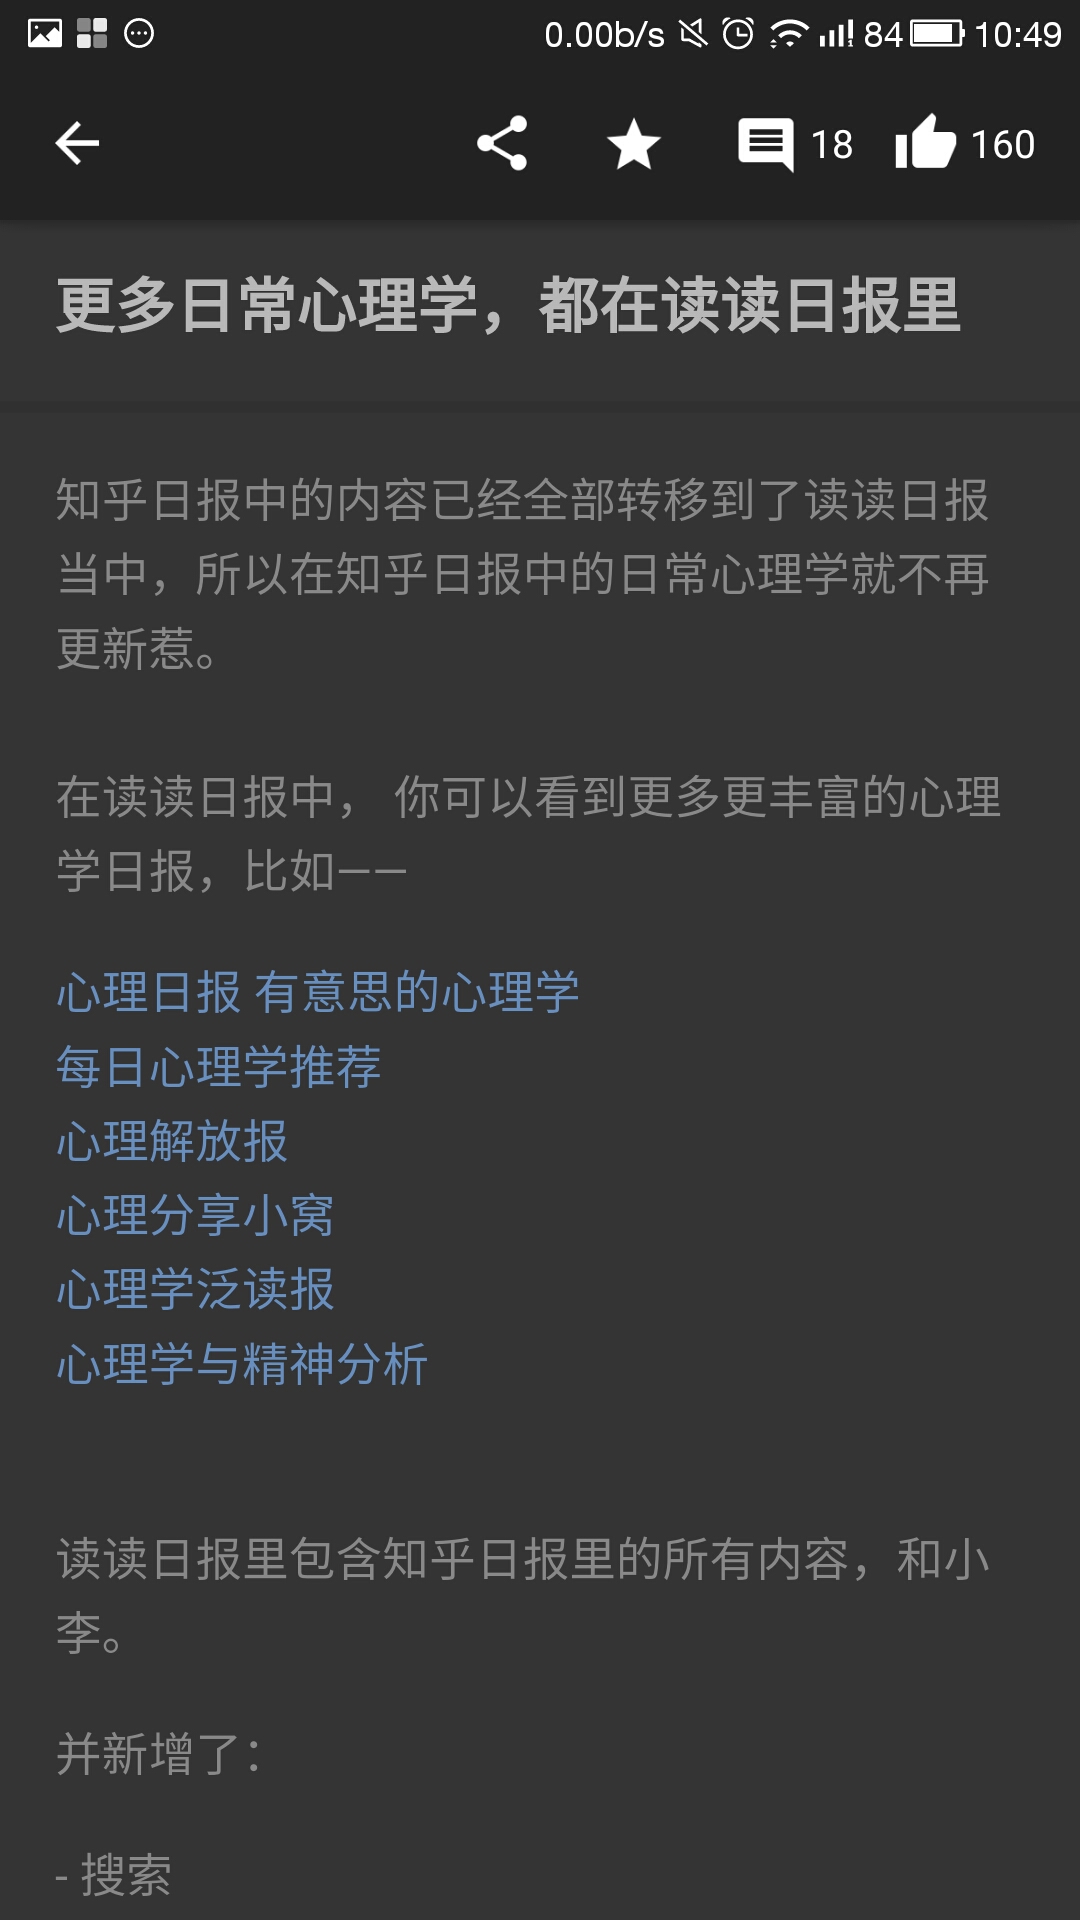 0.00b/s 84 10:49
18 160
更多日常心理学，都在读读日报里
知乎日报中的内容已经全部转移到了读读日报
当中，所以在知乎日报中的日常心理学就不再
更新惹。
在读读日报中， 你可以看到更多更丰富的心理
学日报，比如——
心理日报 有意思的心理学
每日心理学推荐
心理解放报
心理分享小窝
心理学泛读报
心理学与精神分析
读读日报里包含知乎日报里的所有内容，和小
李。
并新增了：
- 搜索